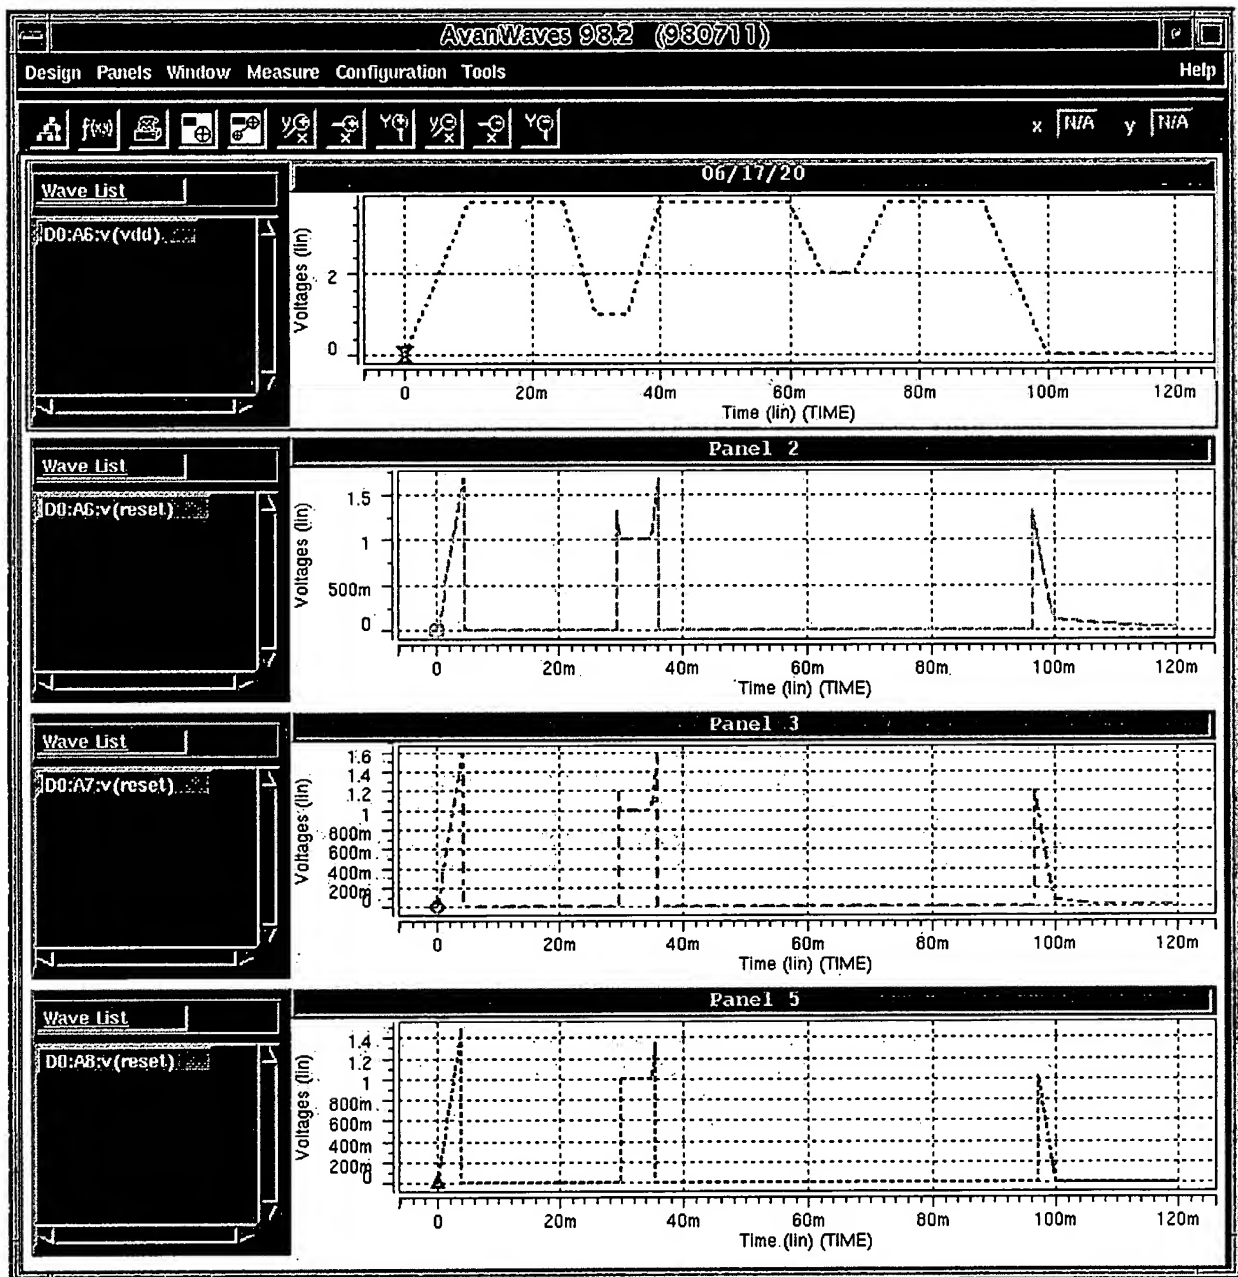 AvanWaves 98.2 (980711)
Design Panels Window Measure Configuration Tools Help
f(xy) x N/A y N/A
Wave List
D0:A6:v(vdd)
06/17/20
Voltages (lin)
2
0
0 20m 40m 60m 80m 100m 120m
Time (lin) (TIME)
Wave List
D0:A6:v(reset)
Panel 2
Voltages (lin)
1.5
1
500m
0
0 20m 40m 60m 80m 100m 120m
Time (lin) (TIME)
Wave List
D0:A7:v(reset)
Panel 3
Voltages (lin)
1.6
1.4
1.2
1
800m
600m
400m
200m
0
0 20m 40m 60m 80m 100m 120m
Time (lin) (TIME)
Wave List
D0:A8:v(reset)
Panel 5
Voltages (lin)
1.4
1.2
1
800m
600m
400m
200m
0
0 20m 40m 60m 80m 100m 120m
Time (lin) (TIME)